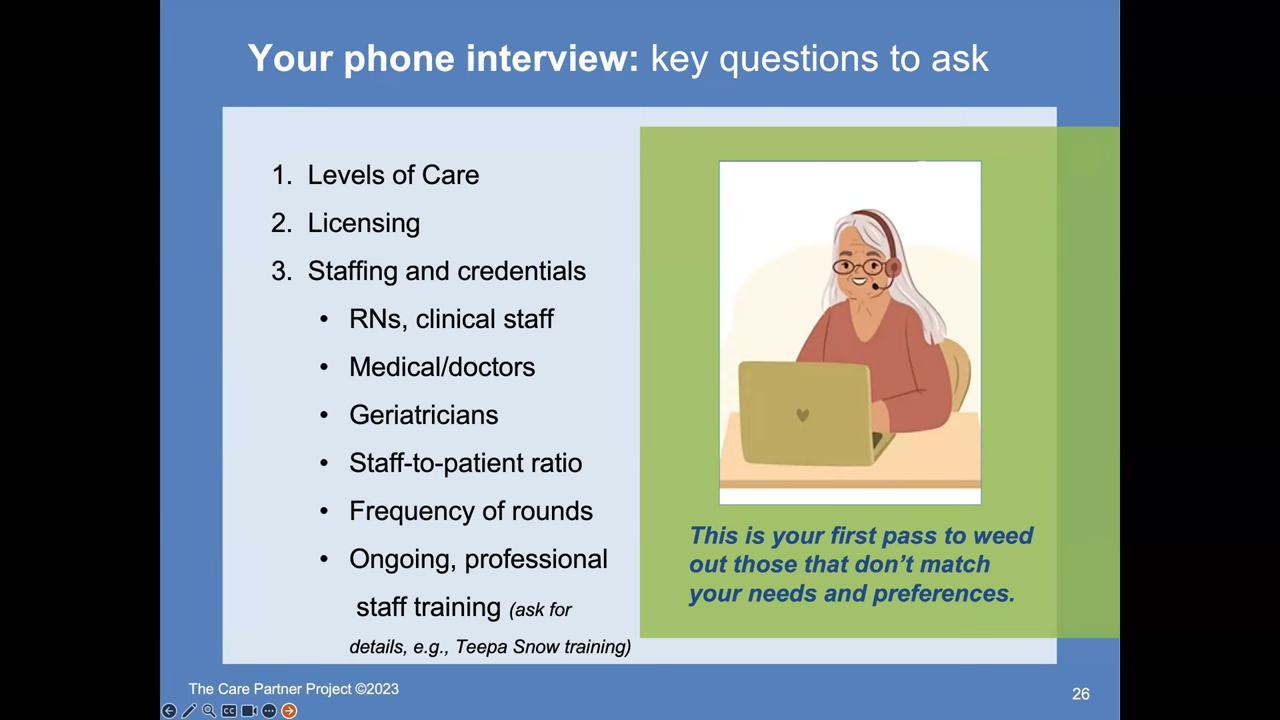 Your phone interview: key questions to ask
1. Levels of Care
2. Licensing
3. Staffing and credentials
• RNs, clinical staff
• Medical/doctors
• Geriatricians
• Staff-to-patient ratio
• Frequency of rounds
• Ongoing, professional
staff training (ask for
details, e.g., Teepa Snow training)
This is your first pass to weed
out those that don’t match
your needs and preferences.
The Care Partner Project ©2023
26
CC